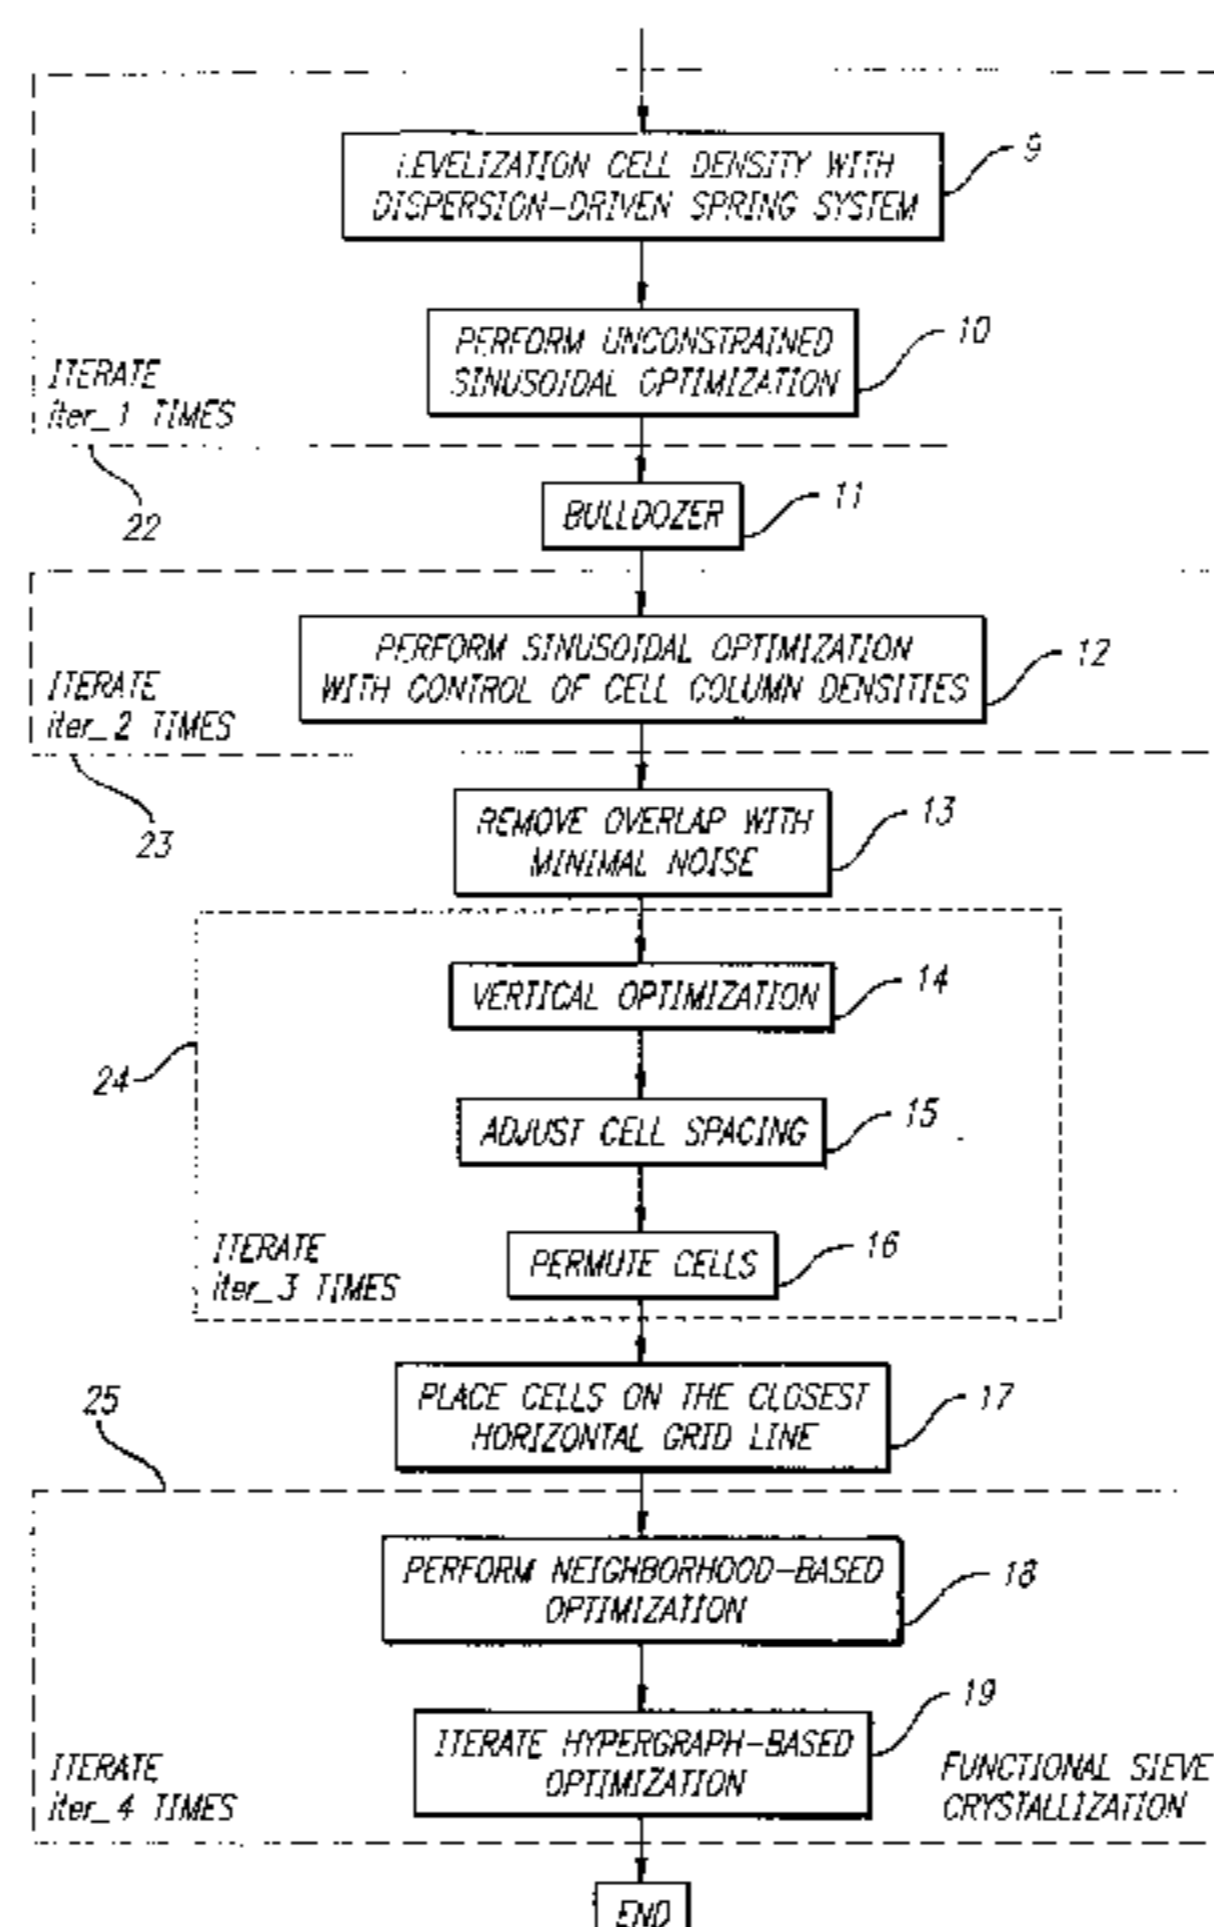 LEVELIZATION CELL DENSITY WITH
DISPERSION-DRIVEN SPRING SYSTEM
9
PERFORM UNCONSTRAINED
SINUSOIDAL OPTIMIZATION
10
ITERATE
iter_1 TIMES
22
BULLDOZER
11
PERFORM SINUSOIDAL OPTIMIZATION
WITH CONTROL OF CELL COLUMN DENSITIES
12
ITERATE
iter_2 TIMES
23
REMOVE OVERLAP WITH
MINIMAL NOISE
13
VERTICAL OPTIMIZATION
14
24
ADJUST CELL SPACING
15
PERMUTE CELLS
16
ITERATE
iter_3 TIMES
PLACE CELLS ON THE CLOSEST
HORIZONTAL GRID LINE
17
25
PERFORM NEIGHBORHOOD-BASED
OPTIMIZATION
18
ITERATE HYPERGRAPH-BASED
OPTIMIZATION
19
ITERATE
iter_4 TIMES
FUNCTIONAL SIEVE
CRYSTALLIZATION
END